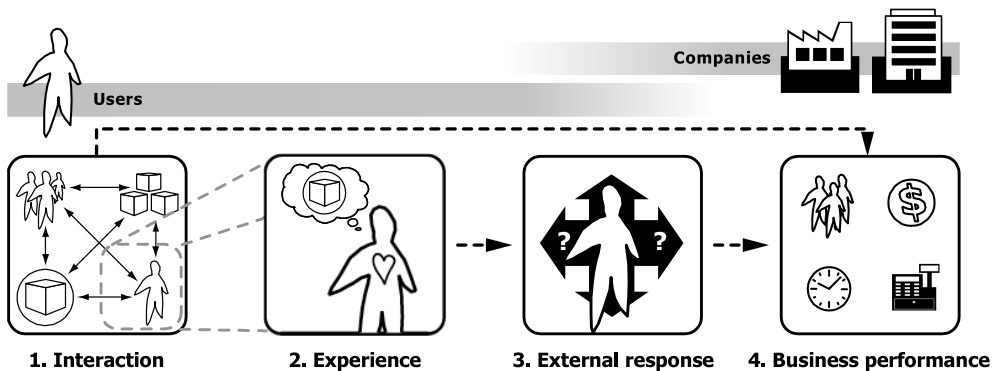 Companies
Users
$
? ?
1. Interaction
2. Experience
3. External response
4. Business performance